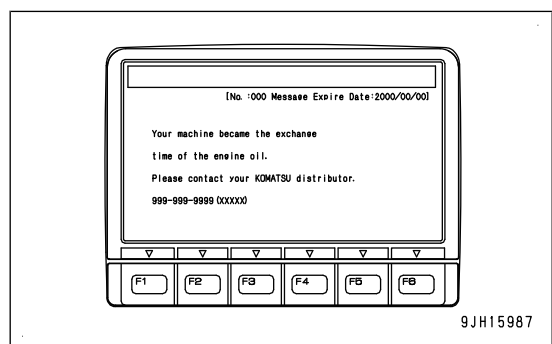 [No. :000 Message Expire Date:2000/00/00]
Your machine became the exchange
time of the engine oil.
Please contact your KOMATSU distributor.
999-999-9999(XXXXX)
F1 F2 F3 F4 F5 F6
9JH15987